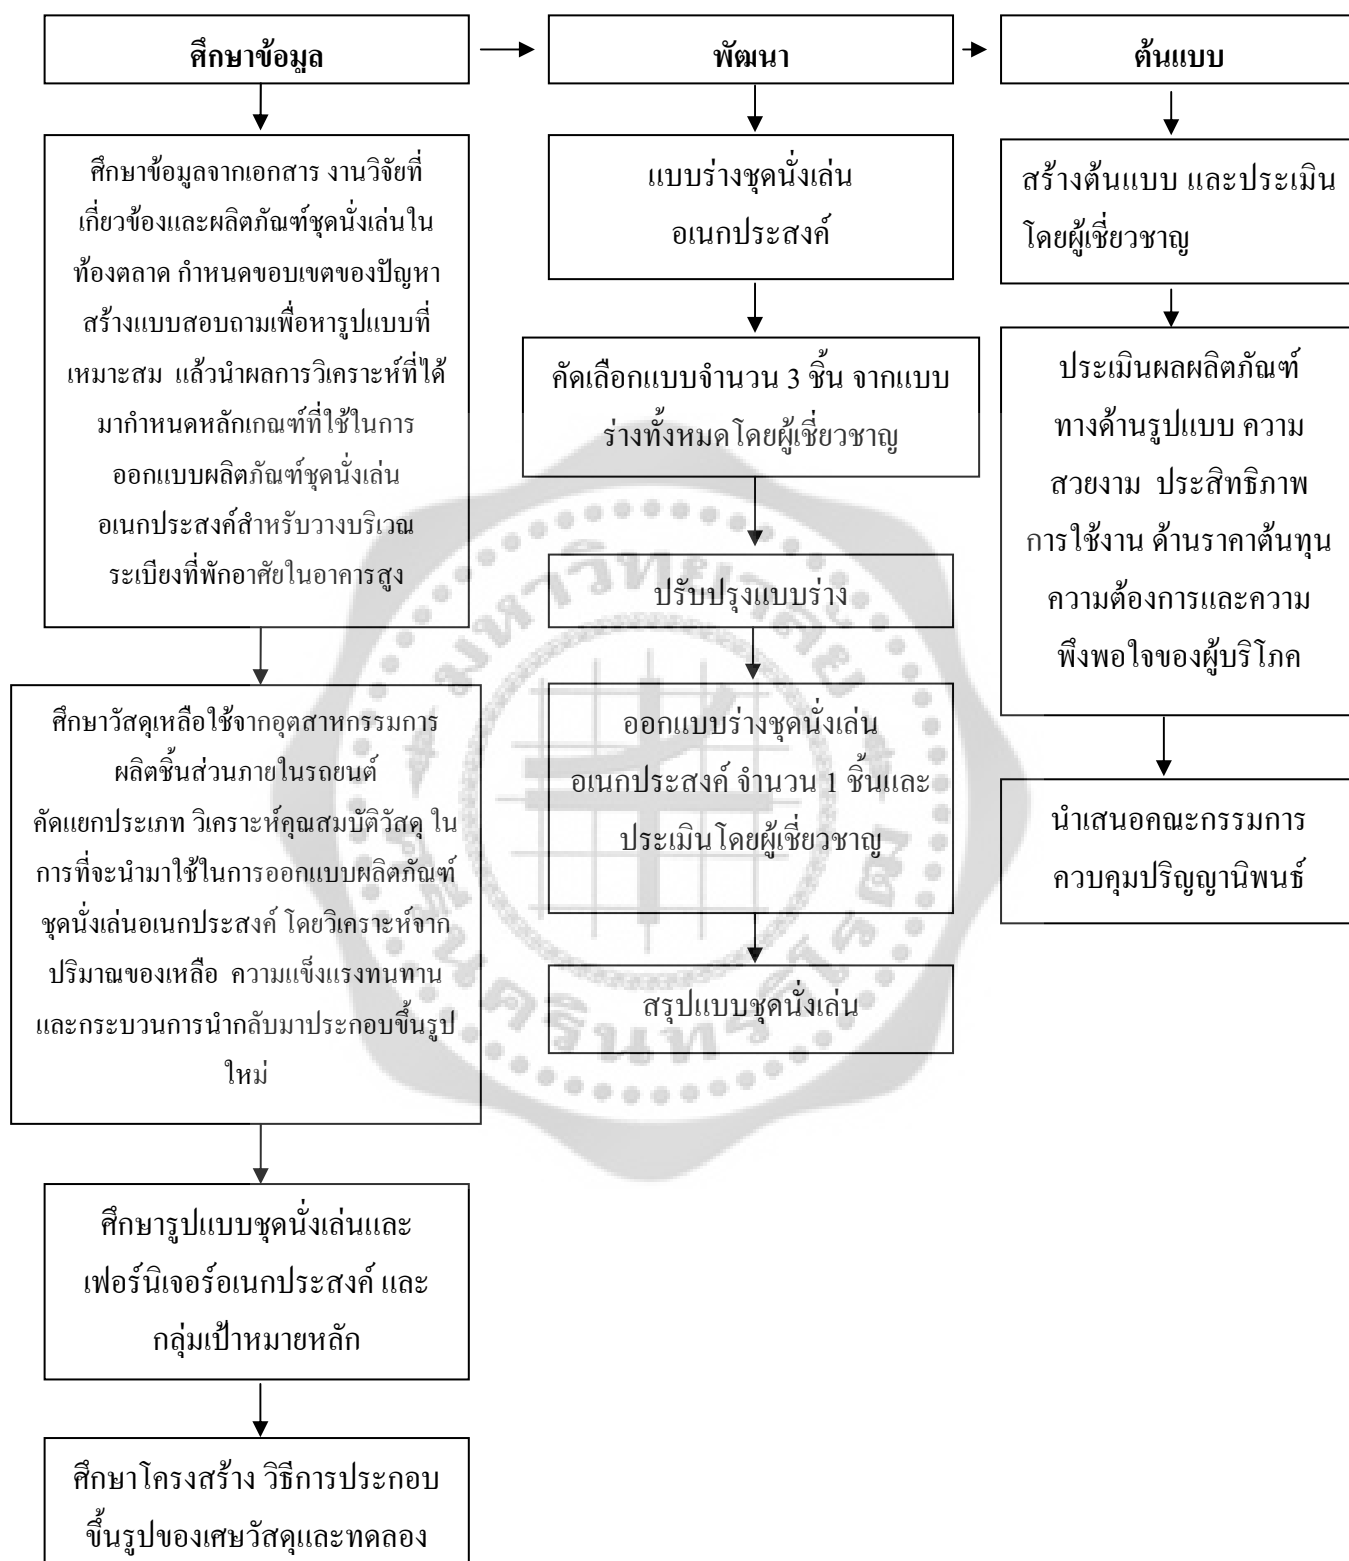 ศึกษาข้อมูล
พัฒนา
ต้นแบบ
ศึกษาข้อมูลจากเอกสาร งานวิจัยที่
เกี่ยวข้องและผลิตภัณฑ์ชุดนั่งเล่นใน
ท้องตลาด กำหนดขอบเขตของปัญหา
สร้างแบบสอบถามเพื่อหารูปแบบที่
เหมาะสม แล้วนำผลการวิเคราะห์ที่ได้
มากำหนดหลักเกณฑ์ที่ใช้ในการ
ออกแบบผลิตภัณฑ์ชุดนั่งเล่น
อเนกประสงค์สำหรับวางบริเวณ
ระเบียงที่พักอาศัยในอาคารสูง
ศึกษาวัสดุเหลือใช้จากอุตสาหกรรมการ
ผลิตชิ้นส่วนภายในรถยนต์
คัดแยกประเภท วิเคราะห์คุณสมบัติวัสดุ ใน
การที่จะนำมาใช้ในการออกแบบผลิตภัณฑ์
ชุดนั่งเล่นอเนกประสงค์ โดยวิเคราะห์จาก
ปริมาณของเหลือ ความแข็งแรงทนทาน
และกระบวนการนำกลับมาประกอบขึ้นรูป
ใหม่
ศึกษารูปแบบชุดนั่งเล่นและ
เฟอร์นิเจอร์อเนกประสงค์ และ
กลุ่มเป้าหมายหลัก
ศึกษาโครงสร้าง วิธีการประกอบ
ขึ้นรูปของเศษวัสดุและทดลอง
แบบร่างชุดนั่งเล่น
อเนกประสงค์
คัดเลือกแบบจำนวน 3 ชิ้น จากแบบ
ร่างทั้งหมดโดยผู้เชี่ยวชาญ
ปรับปรุงแบบร่าง
ออกแบบร่างชุดนั่งเล่น
อเนกประสงค์ จำนวน 1 ชิ้นและ
ประเมินโดยผู้เชี่ยวชาญ
สรุปแบบชุดนั่งเล่น
สร้างต้นแบบ และประเมิน
โดยผู้เชี่ยวชาญ
ประเมินผลผลิตภัณฑ์
ทางด้านรูปแบบ ความ
สวยงาม ประสิทธิภาพ
การใช้งาน ด้านราคาต้นทุน
ความต้องการและความ
พึงพอใจของผู้บริโภค
นำเสนอคณะกรรมการ
ควบคุมปริญญานิพนธ์
มหาวิทยาลัย
ศรีนครินทรวิโรฒ